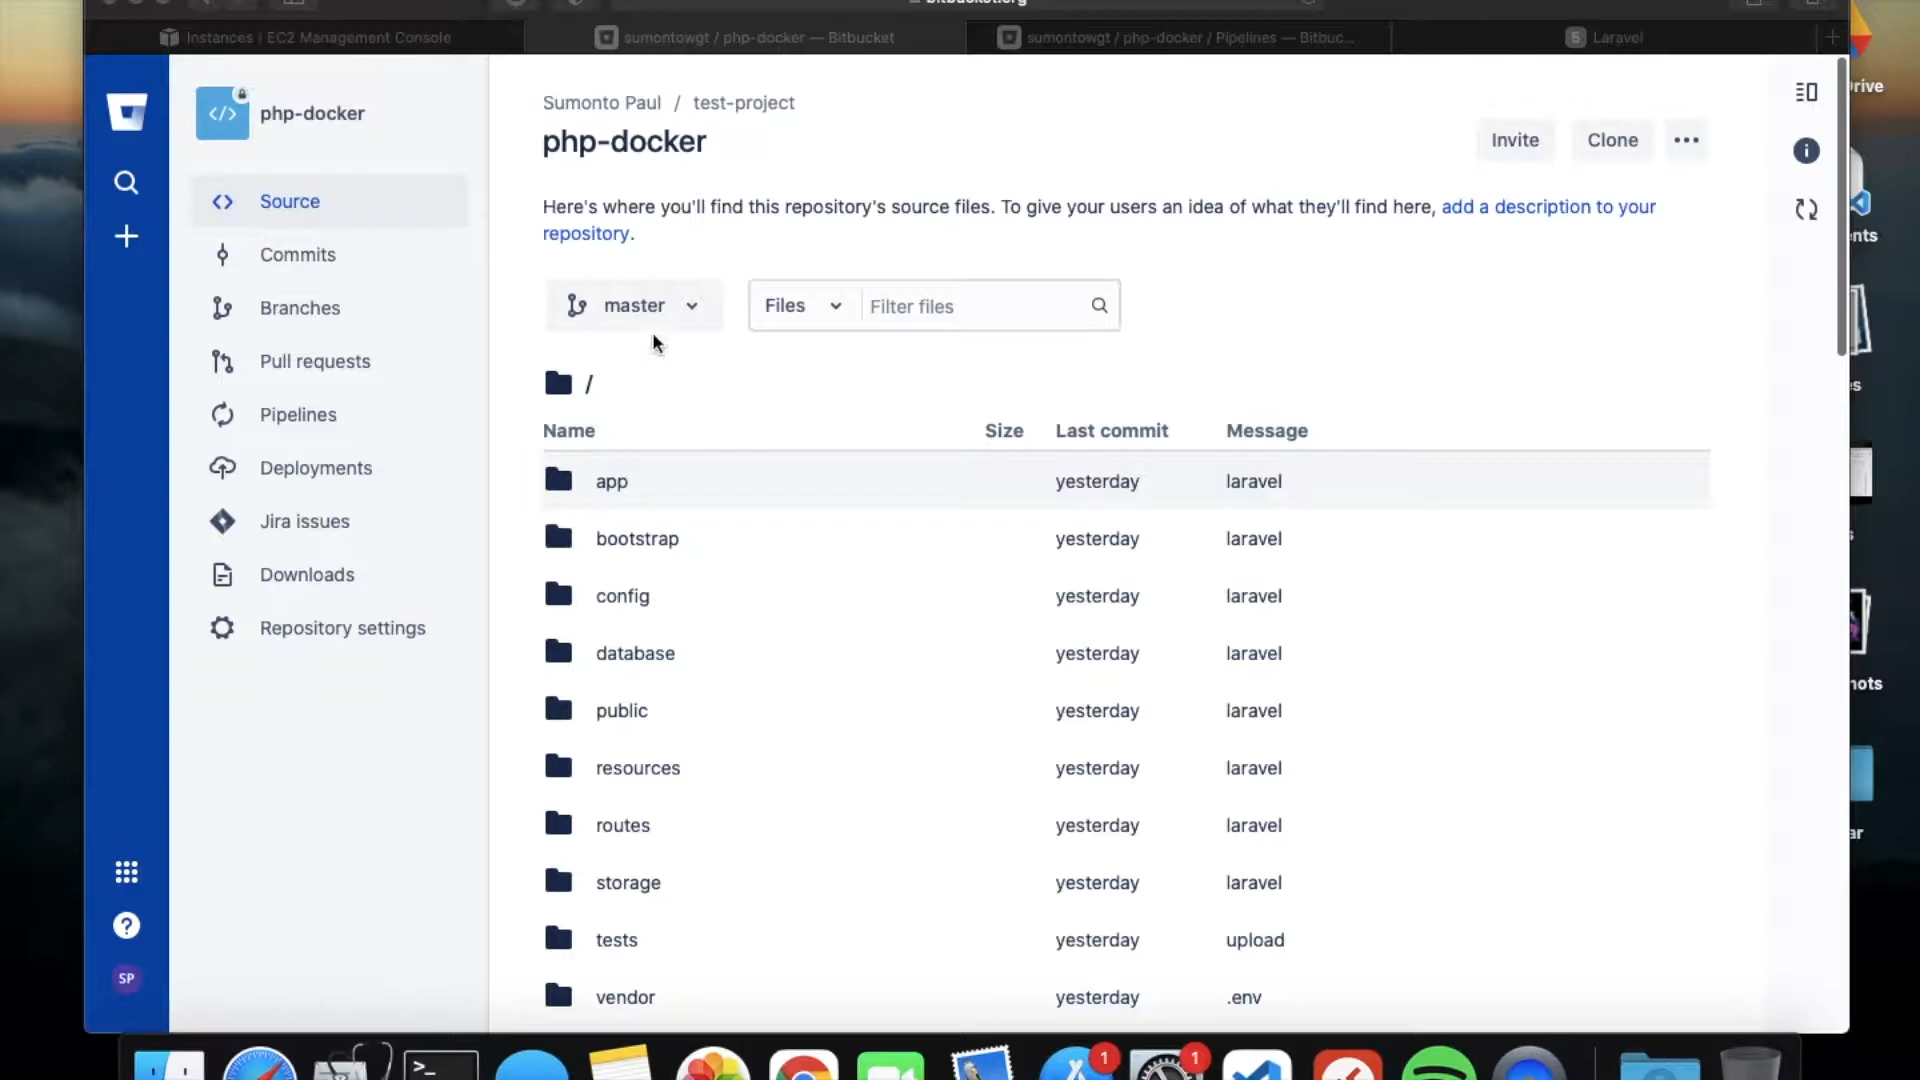 Instances | EC2 Management Console
sumontowgt / php-docker — Bitbucket
sumontowgt / php-docker / Pipelines — Bitbuc...
5 Laravel
php-docker
Source
Commits
Branches
Pull requests
Pipelines
Deployments
Jira issues
Downloads
Repository settings
SP
Sumonto Paul / test-project
php-docker
Invite
Clone
Here's where you'll find this repository's source files. To give your users an idea of what they'll find here, add a description to your
repository.
master
Files
Filter files
/
Name Size Last commit Message
app yesterday laravel
bootstrap yesterday laravel
config yesterday laravel
database yesterday laravel
public yesterday laravel
resources yesterday laravel
routes yesterday laravel
storage yesterday laravel
tests yesterday upload
vendor yesterday .env
1
1